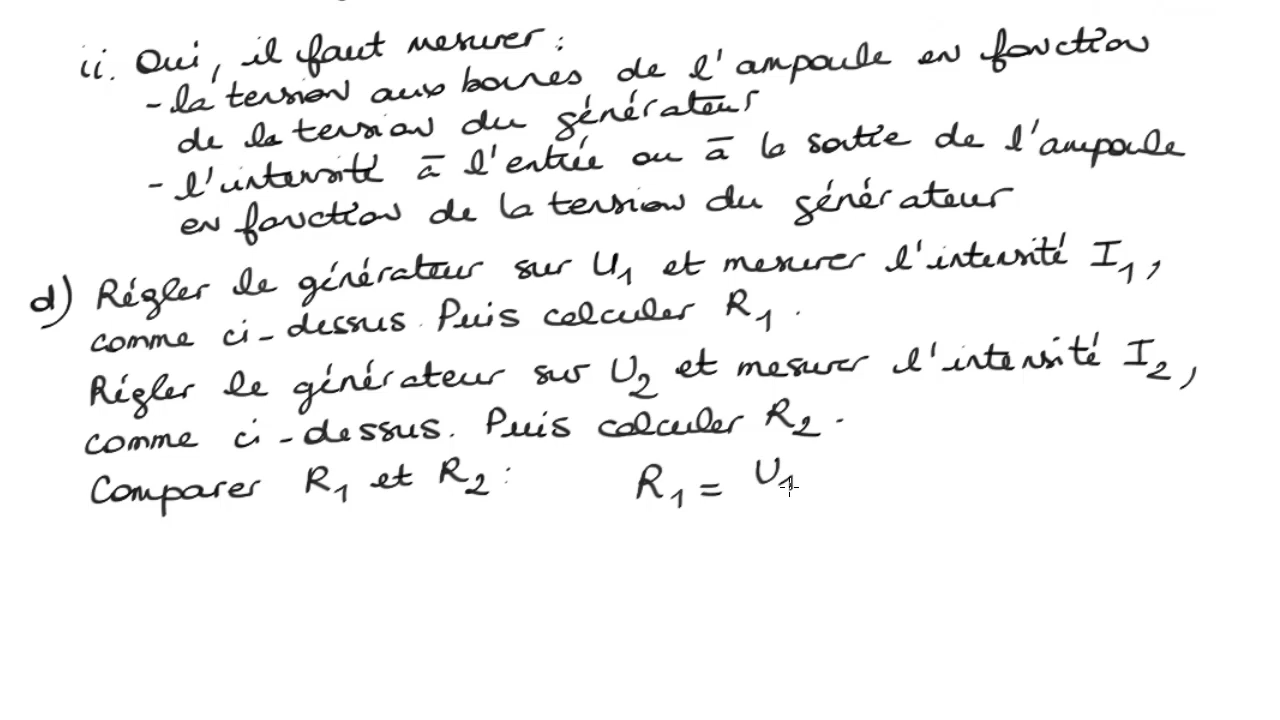 ii. Oui, il faut mesurer :
- la tension aux bornes de l'ampoule en fonction
de la tension du générateur
- l'intensité à l'entrée ou à la sortie de l'ampoule
en fonction de la tension du générateur
d) Régler le générateur sur U₁ et mesurer l'intensité I₁,
comme ci-dessus. Puis calculer R₁.
Régler le générateur sur U₂ et mesurer l'intensité I₂,
comme ci-dessus. Puis calculer R₂.
Comparer R₁ et R₂ : R₁ = U₁